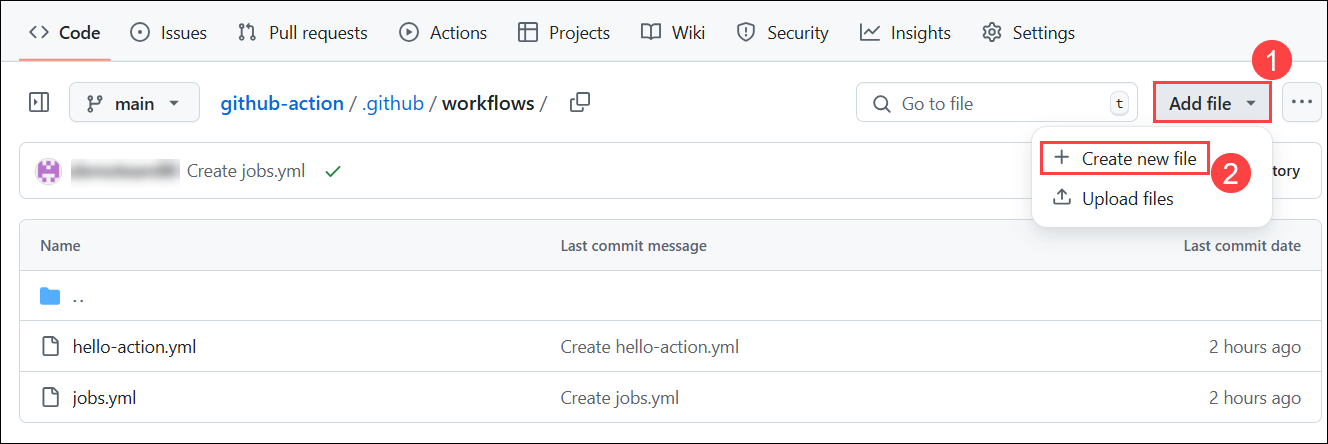 Code Issues Pull requests Actions Projects Wiki Security Insights Settings
1
main github-action / .github / workflows / Go to file t Add file ...
Create new file
2
Create jobs.yml tory
Upload files
Name Last commit message Last commit date
..
hello-action.yml Create hello-action.yml 2 hours ago
jobs.yml Create jobs.yml 2 hours ago